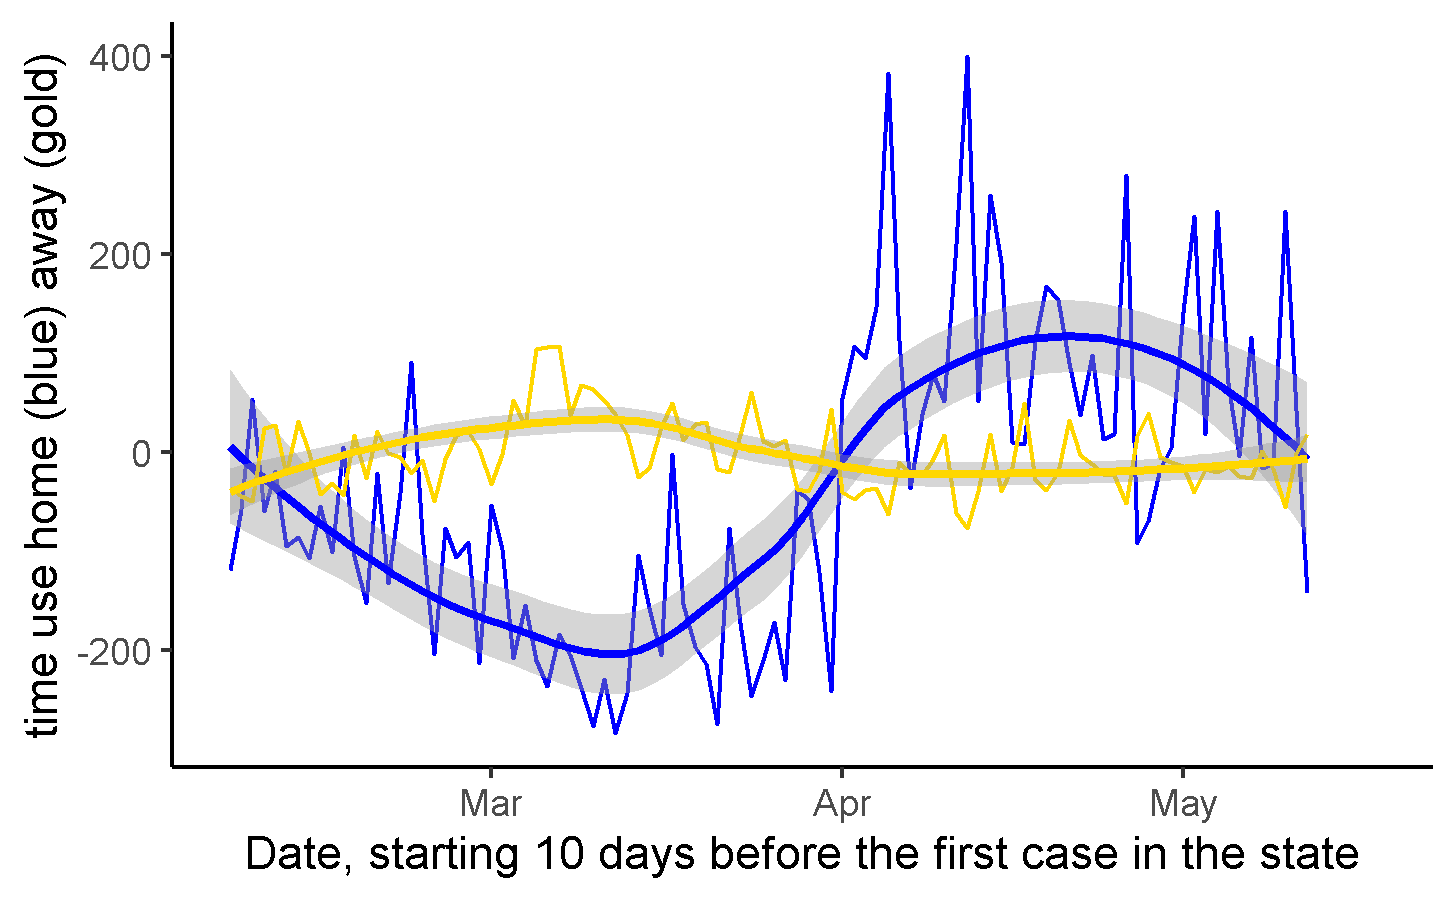 time use home (blue) away (gold)
400
200
0
-200
Mar Apr May
Date, starting 10 days before the first case in the state